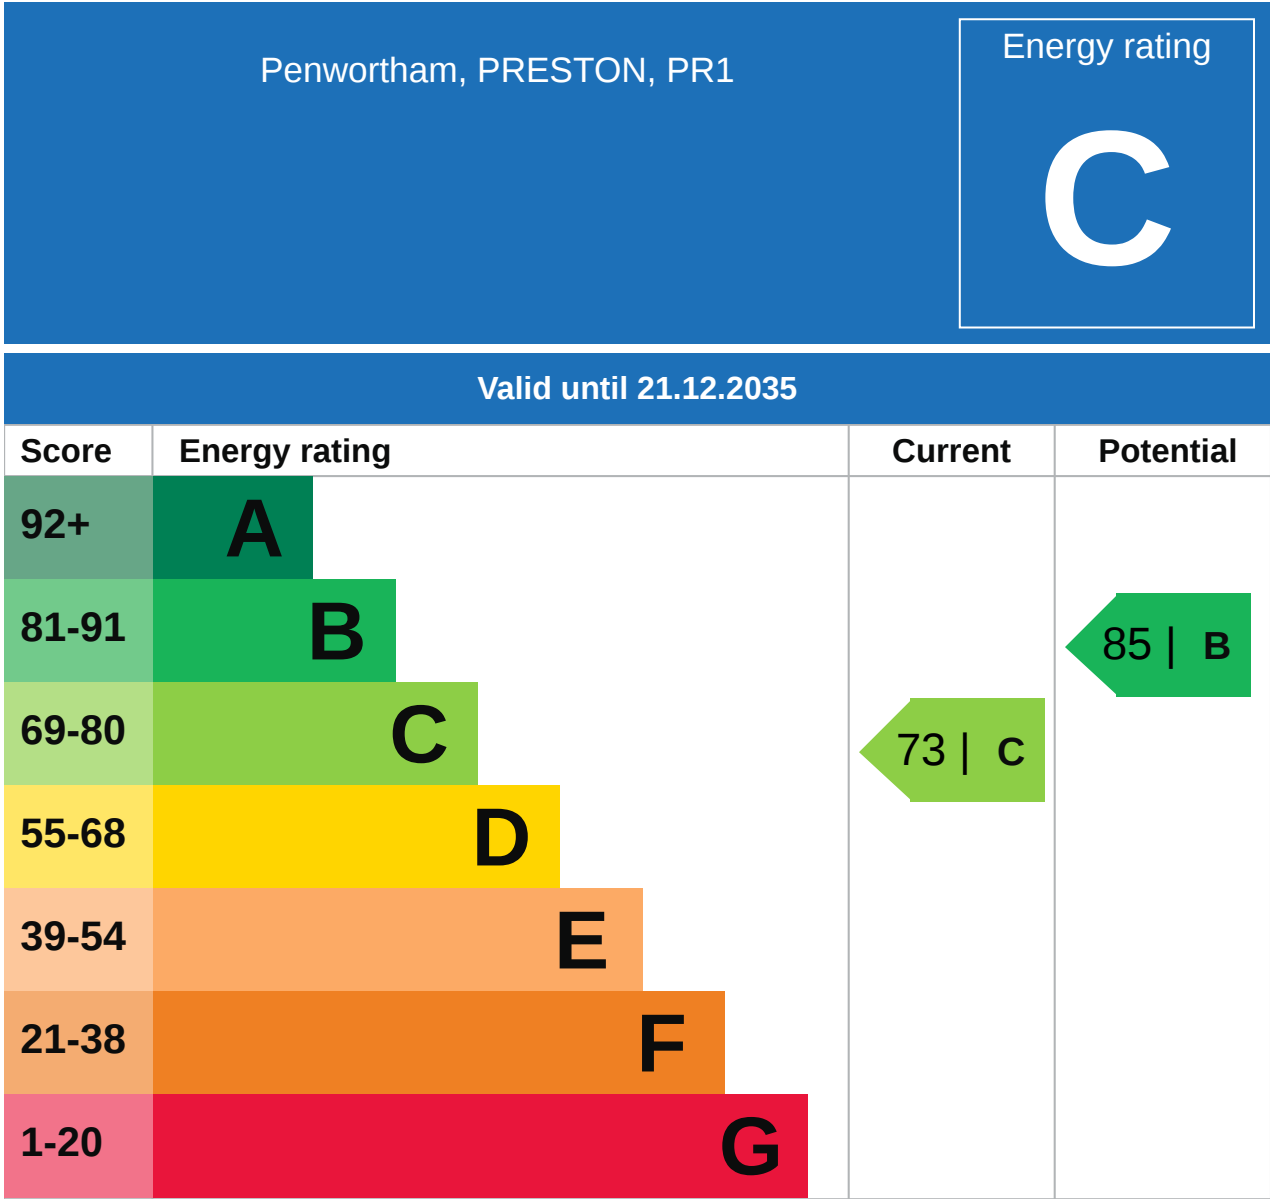 Penwortham, PRESTON, PR1
Energy rating
C
Valid until 21.12.2035
Score Energy rating Current Potential
92+ A
81-91 B 85 | B
69-80 C 73 | C
55-68 D
39-54 E
21-38 F
1-20 G